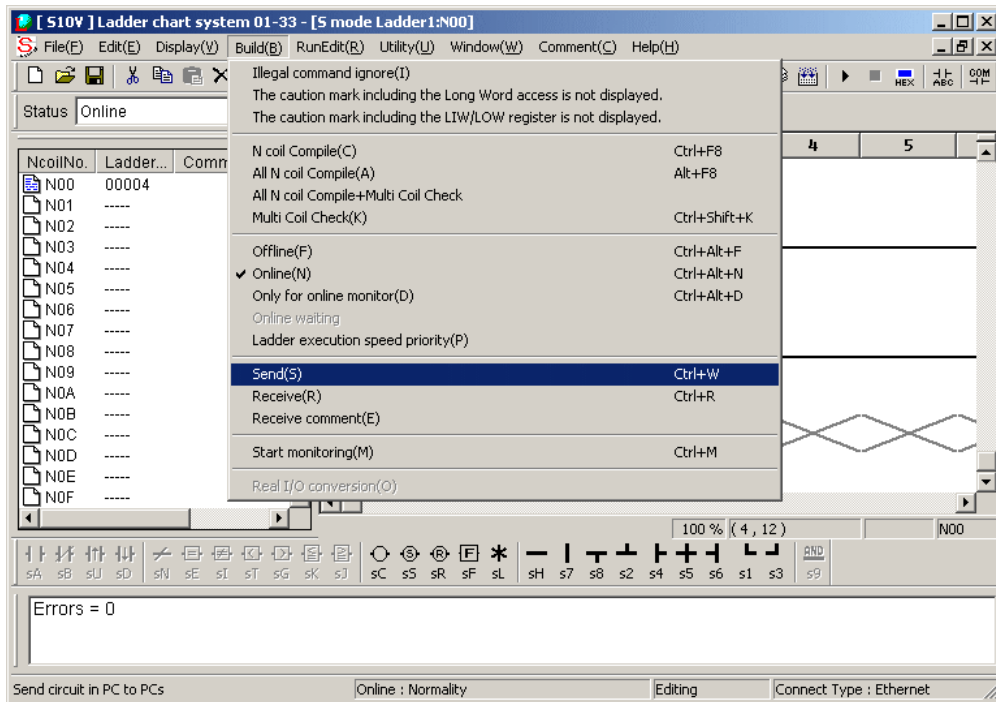 [ S10V ] Ladder chart system 01-33 - [S mode Ladder1:N00]
File(F) Edit(E) Display(V) Build(B) RunEdit(R) Utility(U) Window(W) Comment(C) Help(H)
HEX ABC COM
Status Online
Illegal command ignore(I)
The caution mark including the Long Word access is not displayed.
The caution mark including the LIW/LOW register is not displayed.
N coil Compile(C) Ctrl+F8
All N coil Compile(A) Alt+F8
All N coil Compile+Multi Coil Check
Multi Coil Check(K) Ctrl+Shift+K
Offline(F) Ctrl+Alt+F
Online(N) Ctrl+Alt+N
Only for online monitor(D) Ctrl+Alt+D
Online waiting
Ladder execution speed priority(P)
Send(S) Ctrl+W
Receive(R) Ctrl+R
Receive comment(E)
Start monitoring(M) Ctrl+M
Real I/O conversion(O)
4 5
NcoilNo. Ladder... Comm
N00 00004
N01 -----
N02 -----
N03 -----
N04 -----
N05 -----
N06 -----
N07 -----
N08 -----
N09 -----
N0A -----
N0B -----
N0C -----
N0D -----
N0E -----
N0F -----
100 % ( 4 , 12 ) N00
S R F AND
sA sB sU sD sN sE sI sT sG sK sJ sC sS sR sF sL sH s7 s8 s2 s4 s5 s6 s1 s3 s9
Errors = 0
Send circuit in PC to PCs Online : Normality Editing Connect Type : Ethernet